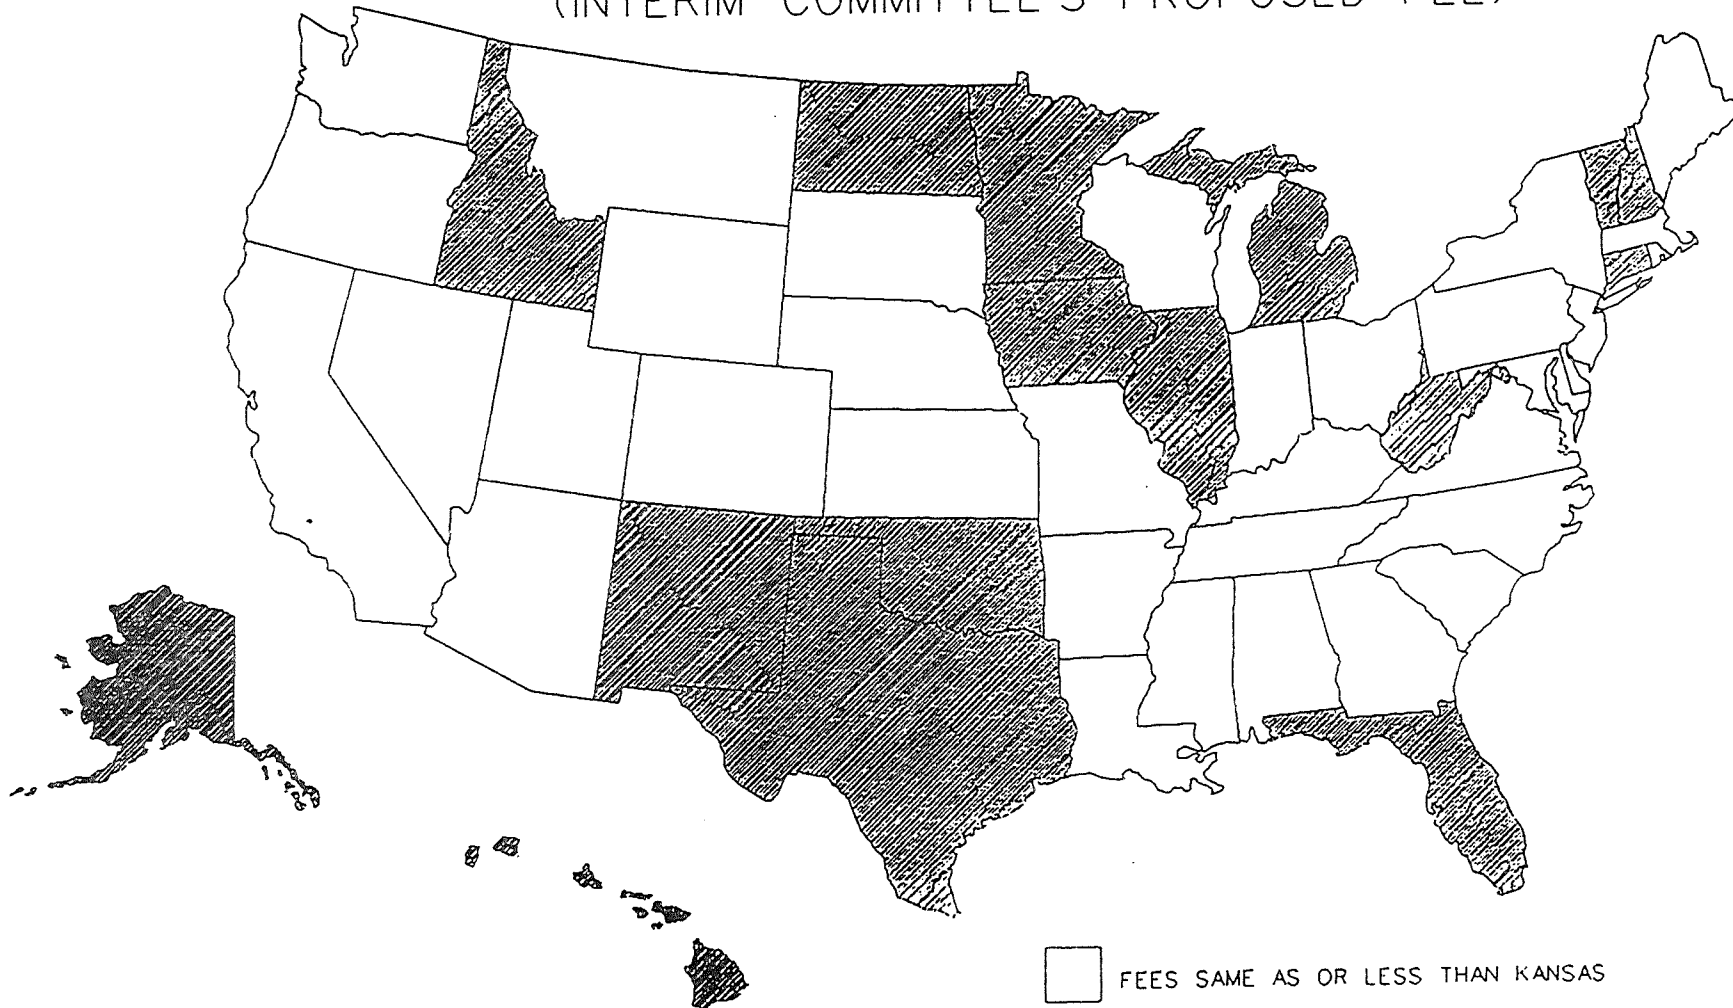 (INTERIM COMMITTEE'S PROPOSED FEE)
FEES SAME AS OR LESS THAN KANSAS